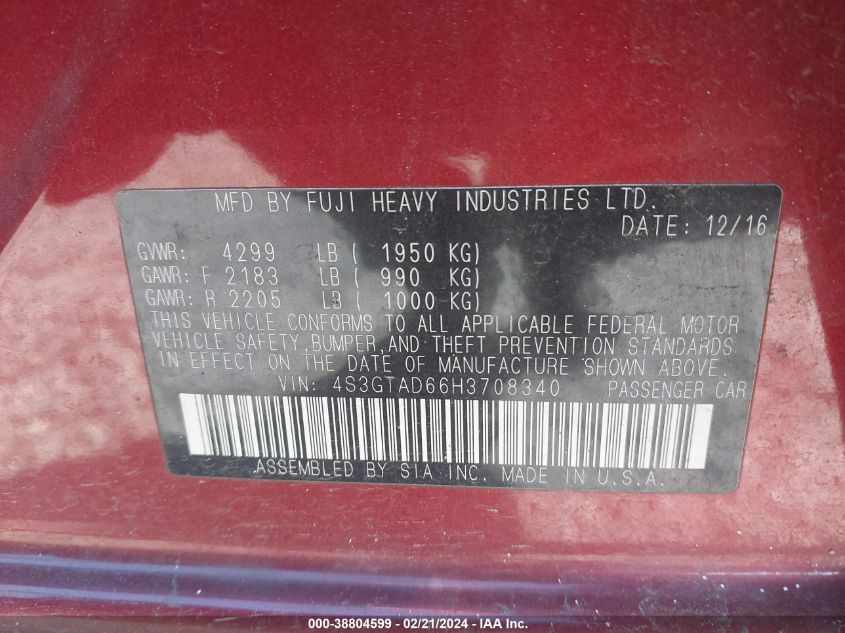 MFD BY FUJI HEAVY INDUSTRIES LTD.
DATE: 12/16
GVWR: 4299 LB ( 1950 KG)
GAWR: F 2183 LB ( 990 KG)
GAWR: R 2205 LB ( 1000 KG)
THIS VEHICLE CONFORMS TO ALL APPLICABLE FEDERAL MOTOR
VEHICLE SAFETY, BUMPER, AND THEFT PREVENTION STANDARDS
IN EFFECT ON THE DATE OF MANUFACTURE SHOWN ABOVE.
VIN: 4S3GTAD66H3708340 PASSENGER CAR
ASSEMBLED BY SIA INC. MADE IN U.S.A.
000-38804599 - 02/21/2024 - IAA Inc.